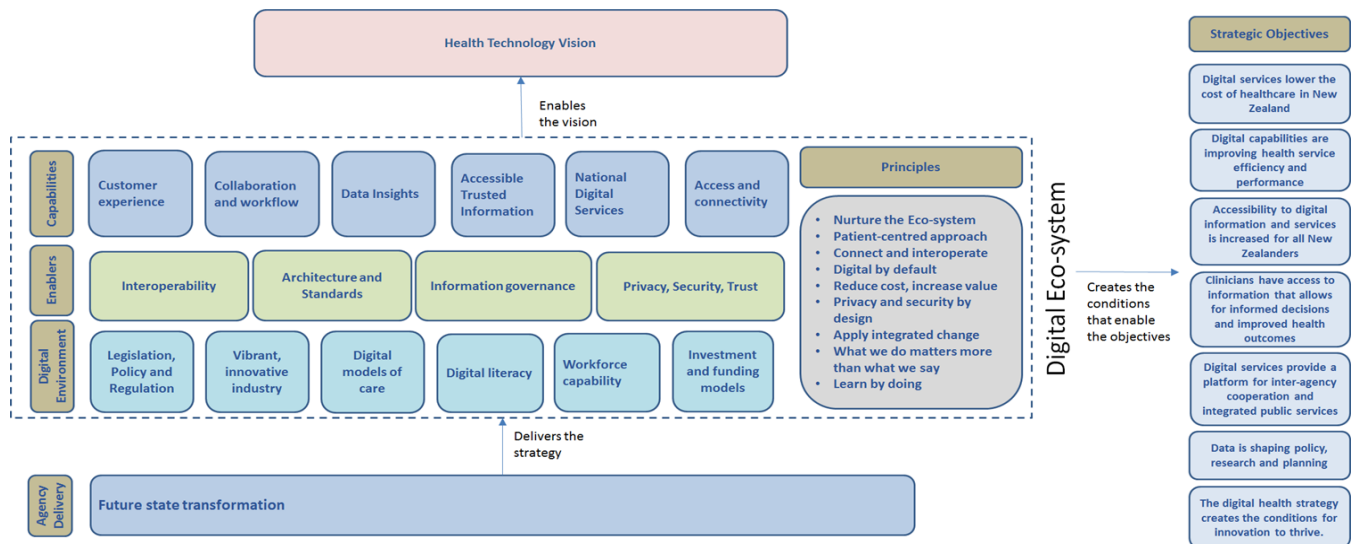 Health Technology Vision
Enables
the vision
Capabilities
Customer
experience
Collaboration
and workflow
Data Insights
Accessible
Trusted
Information
National
Digital
Services
Access and
connectivity
Enablers
Interoperability
Architecture and
Standards
Information governance
Privacy, Security, Trust
Digital
Environment
Legislation,
Policy and
Regulation
Vibrant,
innovative
industry
Digital
models of
care
Digital literacy
Workforce
capability
Investment
and funding
models
Principles
• Nurture the Eco-system
• Patient-centred approach
• Connect and interoperate
• Digital by default
• Reduce cost, increase value
• Privacy and security by
design
• Apply integrated change
• What we do matters more
than what we say
• Learn by doing
Delivers the
strategy
Agency
Delivery
Future state transformation
Digital Eco-system
Creates the
conditions
that enable
the objectives
Strategic Objectives
Digital services lower the
cost of healthcare in New
Zealand
Digital capabilities are
improving health service
efficiency and
performance
Accessibility to digital
information and services
is increased for all New
Zealanders
Clinicians have access to
information that allows
for informed decisions
and improved health
outcomes
Digital services provide a
platform for inter-agency
cooperation and
integrated public services
Data is shaping policy,
research and planning
The digital health strategy
creates the conditions for
innovation to thrive.